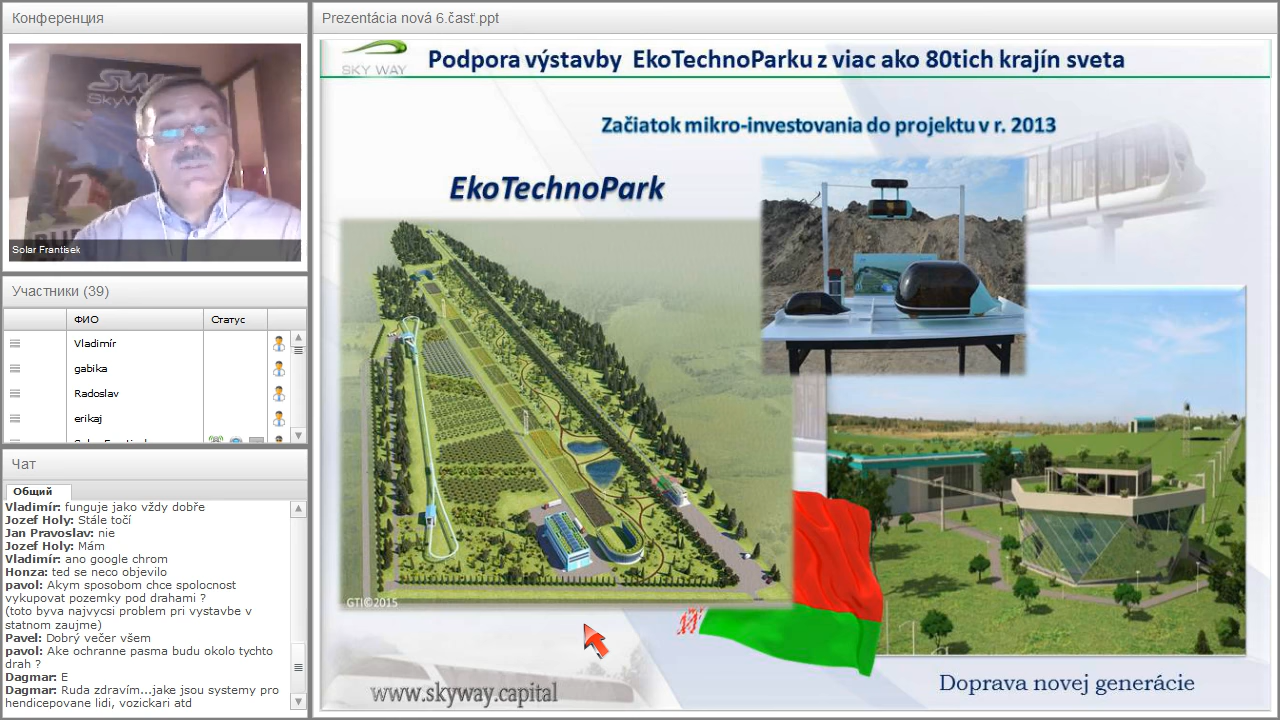 Конференция
SW
SkyW
Solar Frantisek
Участники (39)
ФИО
Статус
Vladimír
gabika
Radoslav
erikaj
Чат
Общий
Vladimír: funguje jako vždy dobře
Jozef Holy: Stále točí
Jan Pravoslav: nie
Jozef Holy: Mám
Vladimír: ano google chrom
Honza: ted se neco objevilo
pavol: Akym sposobom chce spolocnost
vykupovat pozemky pod drahami ?
(toto byva najvycsi problem pri vystavbe v
statnom zaujme)
Pavel: Dobrý večer všem
pavol: Ake ochranne pasma budu okolo tychto
drah ?
Dagmar: E
Dagmar: Ruda zdravím...jake jsou systemy pro
hendicepovane lidi, vozickari atd
Prezentácia nová 6.časť.ppt
SKY WAY
Podpora výstavby EkoTechnoParku z viac ako 80tich krajín sveta
Začiatok mikro-investovania do projektu v r. 2013
EkoTechnoPark
GTI©2015
www.skyway.capital
Doprava novej generácie